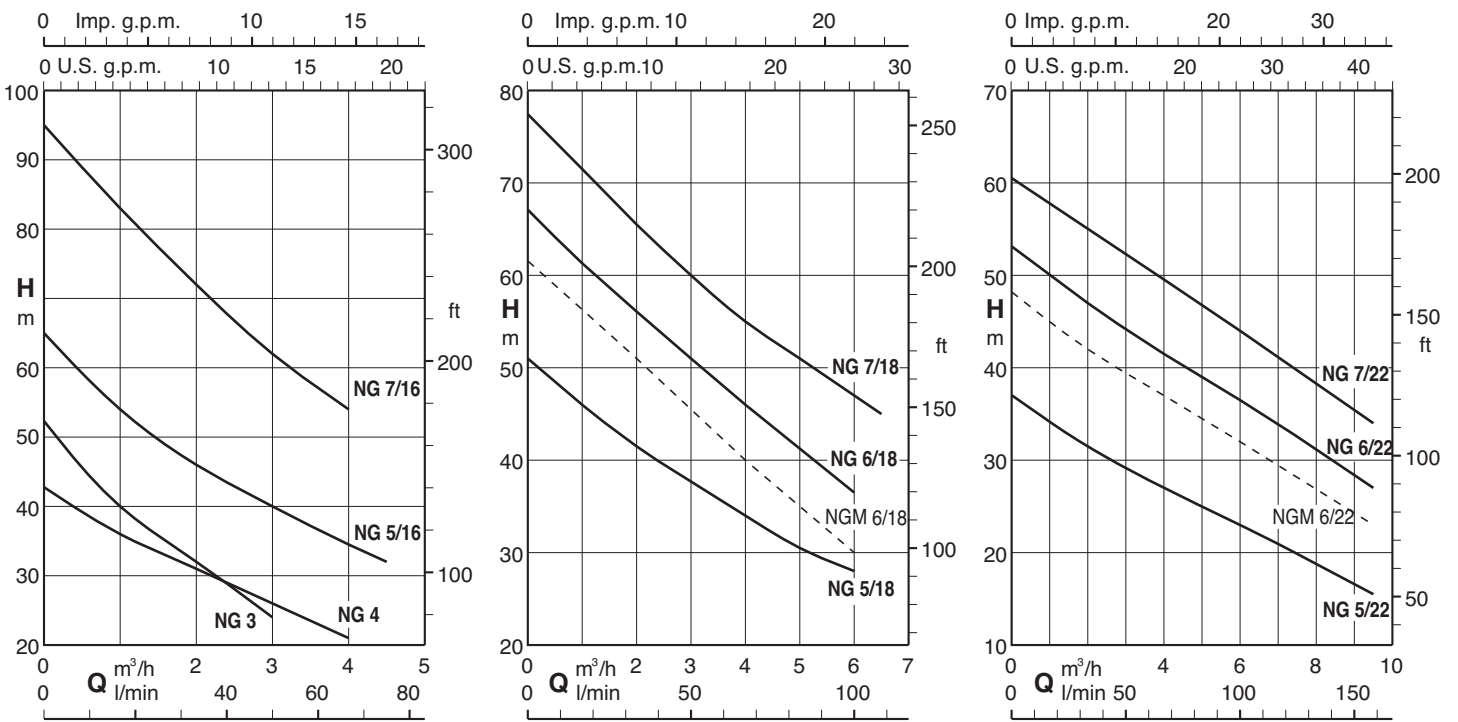 0 Imp. g.p.m. 10 15
0 U.S. g.p.m. 10 15 20
100
90
80
H
m
60
50
40
30
20
300
ft
200
100
NG 7/16
NG 5/16
NG 3
NG 4
0 m³/h 2 3 4 5
Q
0 l/min 40 60 80
0 Imp. g.p.m. 10 20
0 U.S. g.p.m. 10 20 30
80
70
60
H
m
50
40
30
20
250
200
ft
150
100
NG 7/18
NG 6/18
NGM 6/18
NG 5/18
0 m³/h 2 3 4 5 6 7
Q
0 l/min 50 100
0 Imp. g.p.m. 20 30
0 U.S. g.p.m. 20 30 40
70
60
50
H
m
40
30
20
10
200
150
ft
100
50
NG 7/22
NG 6/22
NGM 6/22
NG 5/22
0 m³/h 4 6 8 10
Q
0 l/min 50 100 150